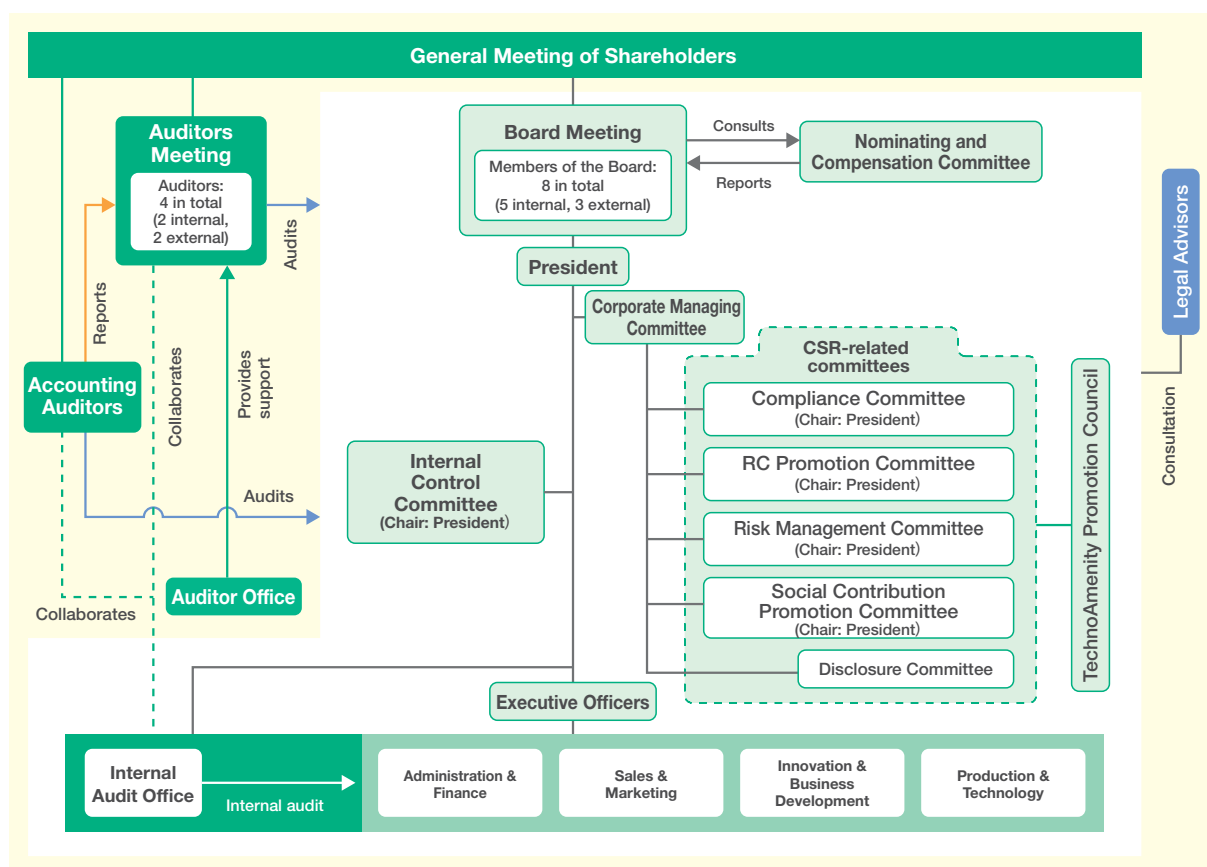 General Meeting of Shareholders
Auditors
Meeting
Auditors:
4 in total
(2 internal,
2 external)
Audits
Reports
Accounting
Auditors
Collaborates
Provides
support
Audits
Auditor Office
Collaborates
Board Meeting
Members of the Board:
8 in total
(5 internal, 3 external)
Consults
Reports
Nominating and
Compensation Committee
President
Corporate Managing
Committee
Internal
Control
Committee
(Chair: President)
CSR-related
committees
Compliance Committee
(Chair: President)
RC Promotion Committee
(Chair: President)
Risk Management Committee
(Chair: President)
Social Contribution
Promotion Committee
(Chair: President)
Disclosure Committee
TechnoAmenity Promotion Council
Legal Advisors
Consultation
Executive Officers
Internal
Audit Office
Internal audit
Administration &
Finance
Sales &
Marketing
Innovation &
Business
Development
Production &
Technology